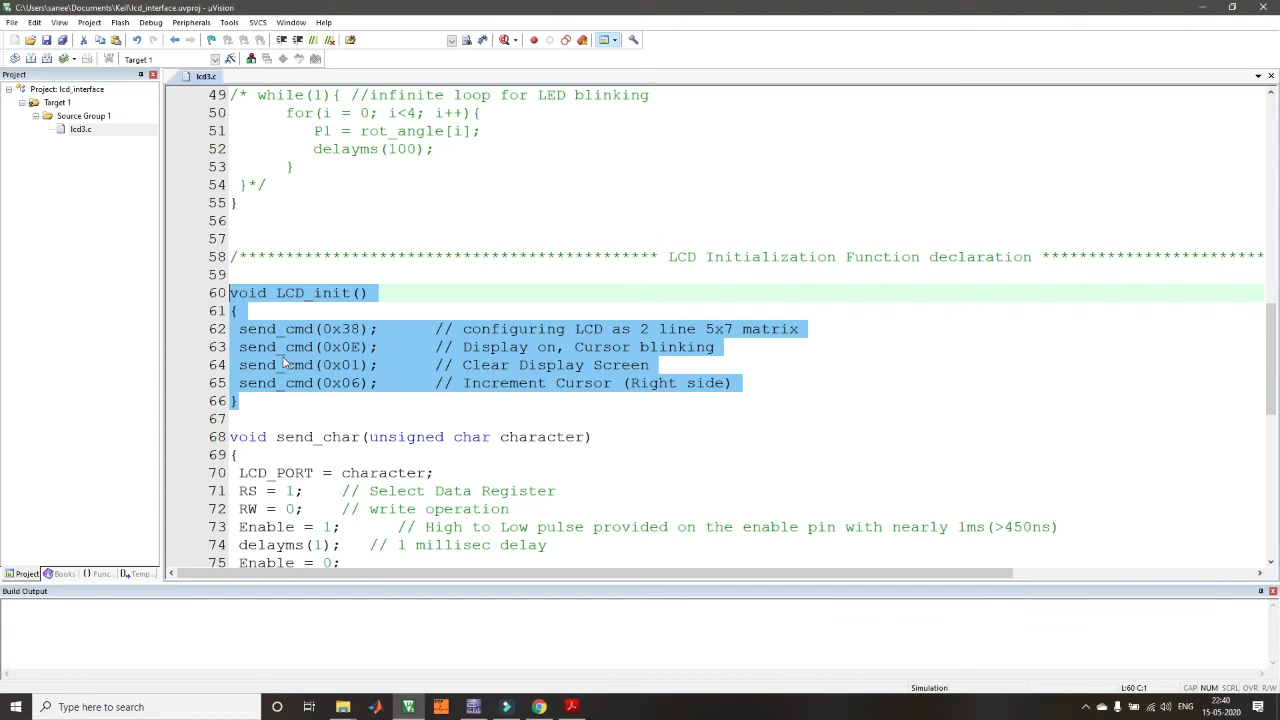 C:\Users\sanee\Documents\Keil\lcd_interface.uvproj - µVision
File Edit View Project Flash Debug Peripherals Tools SVCS Window Help
Target 1
Project
lcd3.c
Project: lcd_interface
Target 1
Source Group 1
lcd3.c
49 /* while(1){ //infinite loop for LED blinking
50 for(i = 0; i<4; i++){
51 P1 = rot_angle[i];
52 delayms(100);
53 }
54 }*/
55 }
56
57
58 /********************************************* LCD Initialization Function declaration ************************
59
60 void LCD_init()
61 {
62 send_cmd(0x38); // configuring LCD as 2 line 5x7 matrix
63 send_cmd(0x0E); // Display on, Cursor blinking
64 send_cmd(0x01); // Clear Display Screen
65 send_cmd(0x06); // Increment Cursor (Right side)
66 }
67
68 void send_char(unsigned char character)
69 {
70 LCD_PORT = character;
71 RS = 1; // Select Data Register
72 RW = 0; // write operation
73 Enable = 1; // High to Low pulse provided on the enable pin with nearly 1ms(>450ns)
74 delayms(1); // 1 millisec delay
75 Enable = 0;
Project Books {} Func... Temp...
Build Output
Simulation L:60 C:1 CAP NUM SCRL OVR R/W
Type here to search
ENG
22:40
15-05-2020